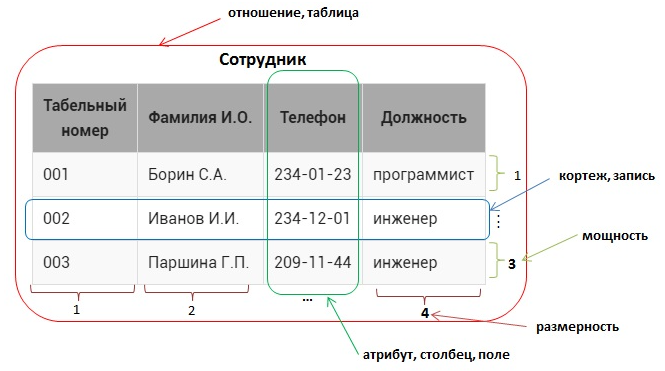 отношение, таблица
Сотрудник
Табельный номер Фамилия И.О. Телефон Должность
001 Борин С.А. 234-01-23 программист 1
кортеж, запись
002 Иванов И.И. 234-12-01 инженер ...
мощность
003 Паршина Г.П. 209-11-44 инженер 3
1 2 ... 4
размерность
атрибут, столбец, поле